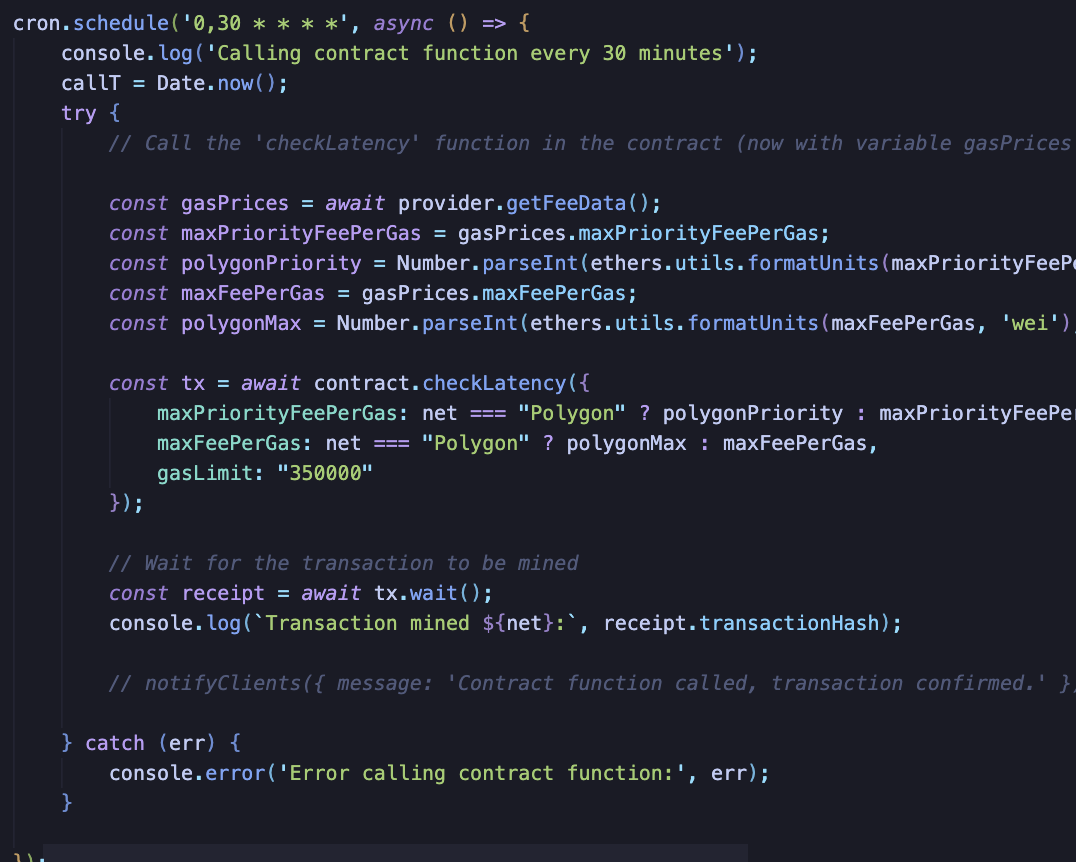 cron.schedule('0,30 * * * *', async () => {
console.log('Calling contract function every 30 minutes');
callT = Date.now();
try {
// Call the 'checkLatency' function in the contract (now with variable gasPrices
const gasPrices = await provider.getFeeData();
const maxPriorityFeePerGas = gasPrices.maxPriorityFeePerGas;
const polygonPriority = Number.parseInt(ethers.utils.formatUnits(maxPriorityFeePe
const maxFeePerGas = gasPrices.maxFeePerGas;
const polygonMax = Number.parseInt(ethers.utils.formatUnits(maxFeePerGas, 'wei')
const tx = await contract.checkLatency({
maxPriorityFeePerGas: net === "Polygon" ? polygonPriority : maxPriorityFeePer
maxFeePerGas: net === "Polygon" ? polygonMax : maxFeePerGas,
gasLimit: "350000"
});
// Wait for the transaction to be mined
const receipt = await tx.wait();
console.log(`Transaction mined ${net}:`, receipt.transactionHash);
// notifyClients({ message: 'Contract function called, transaction confirmed.' }
} catch (err) {
console.error('Error calling contract function:', err);
}
});